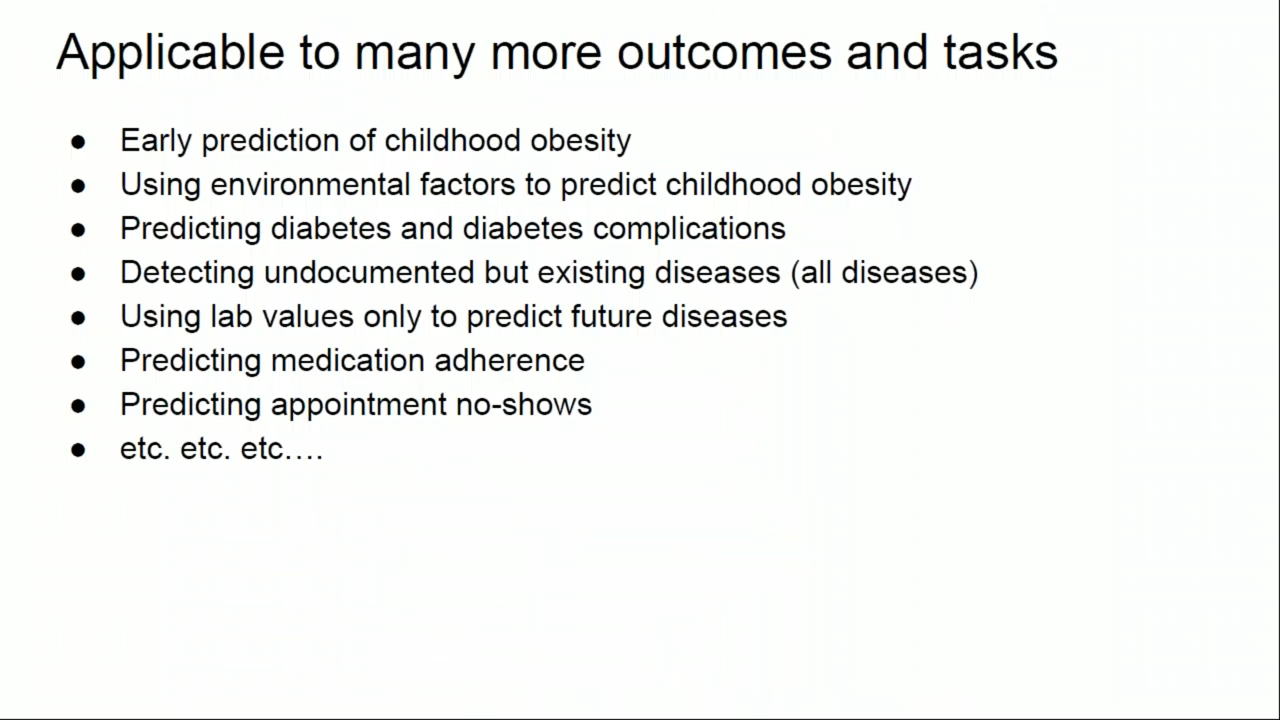 Applicable to many more outcomes and tasks
● Early prediction of childhood obesity
● Using environmental factors to predict childhood obesity
● Predicting diabetes and diabetes complications
● Detecting undocumented but existing diseases (all diseases)
● Using lab values only to predict future diseases
● Predicting medication adherence
● Predicting appointment no-shows
● etc. etc. etc….